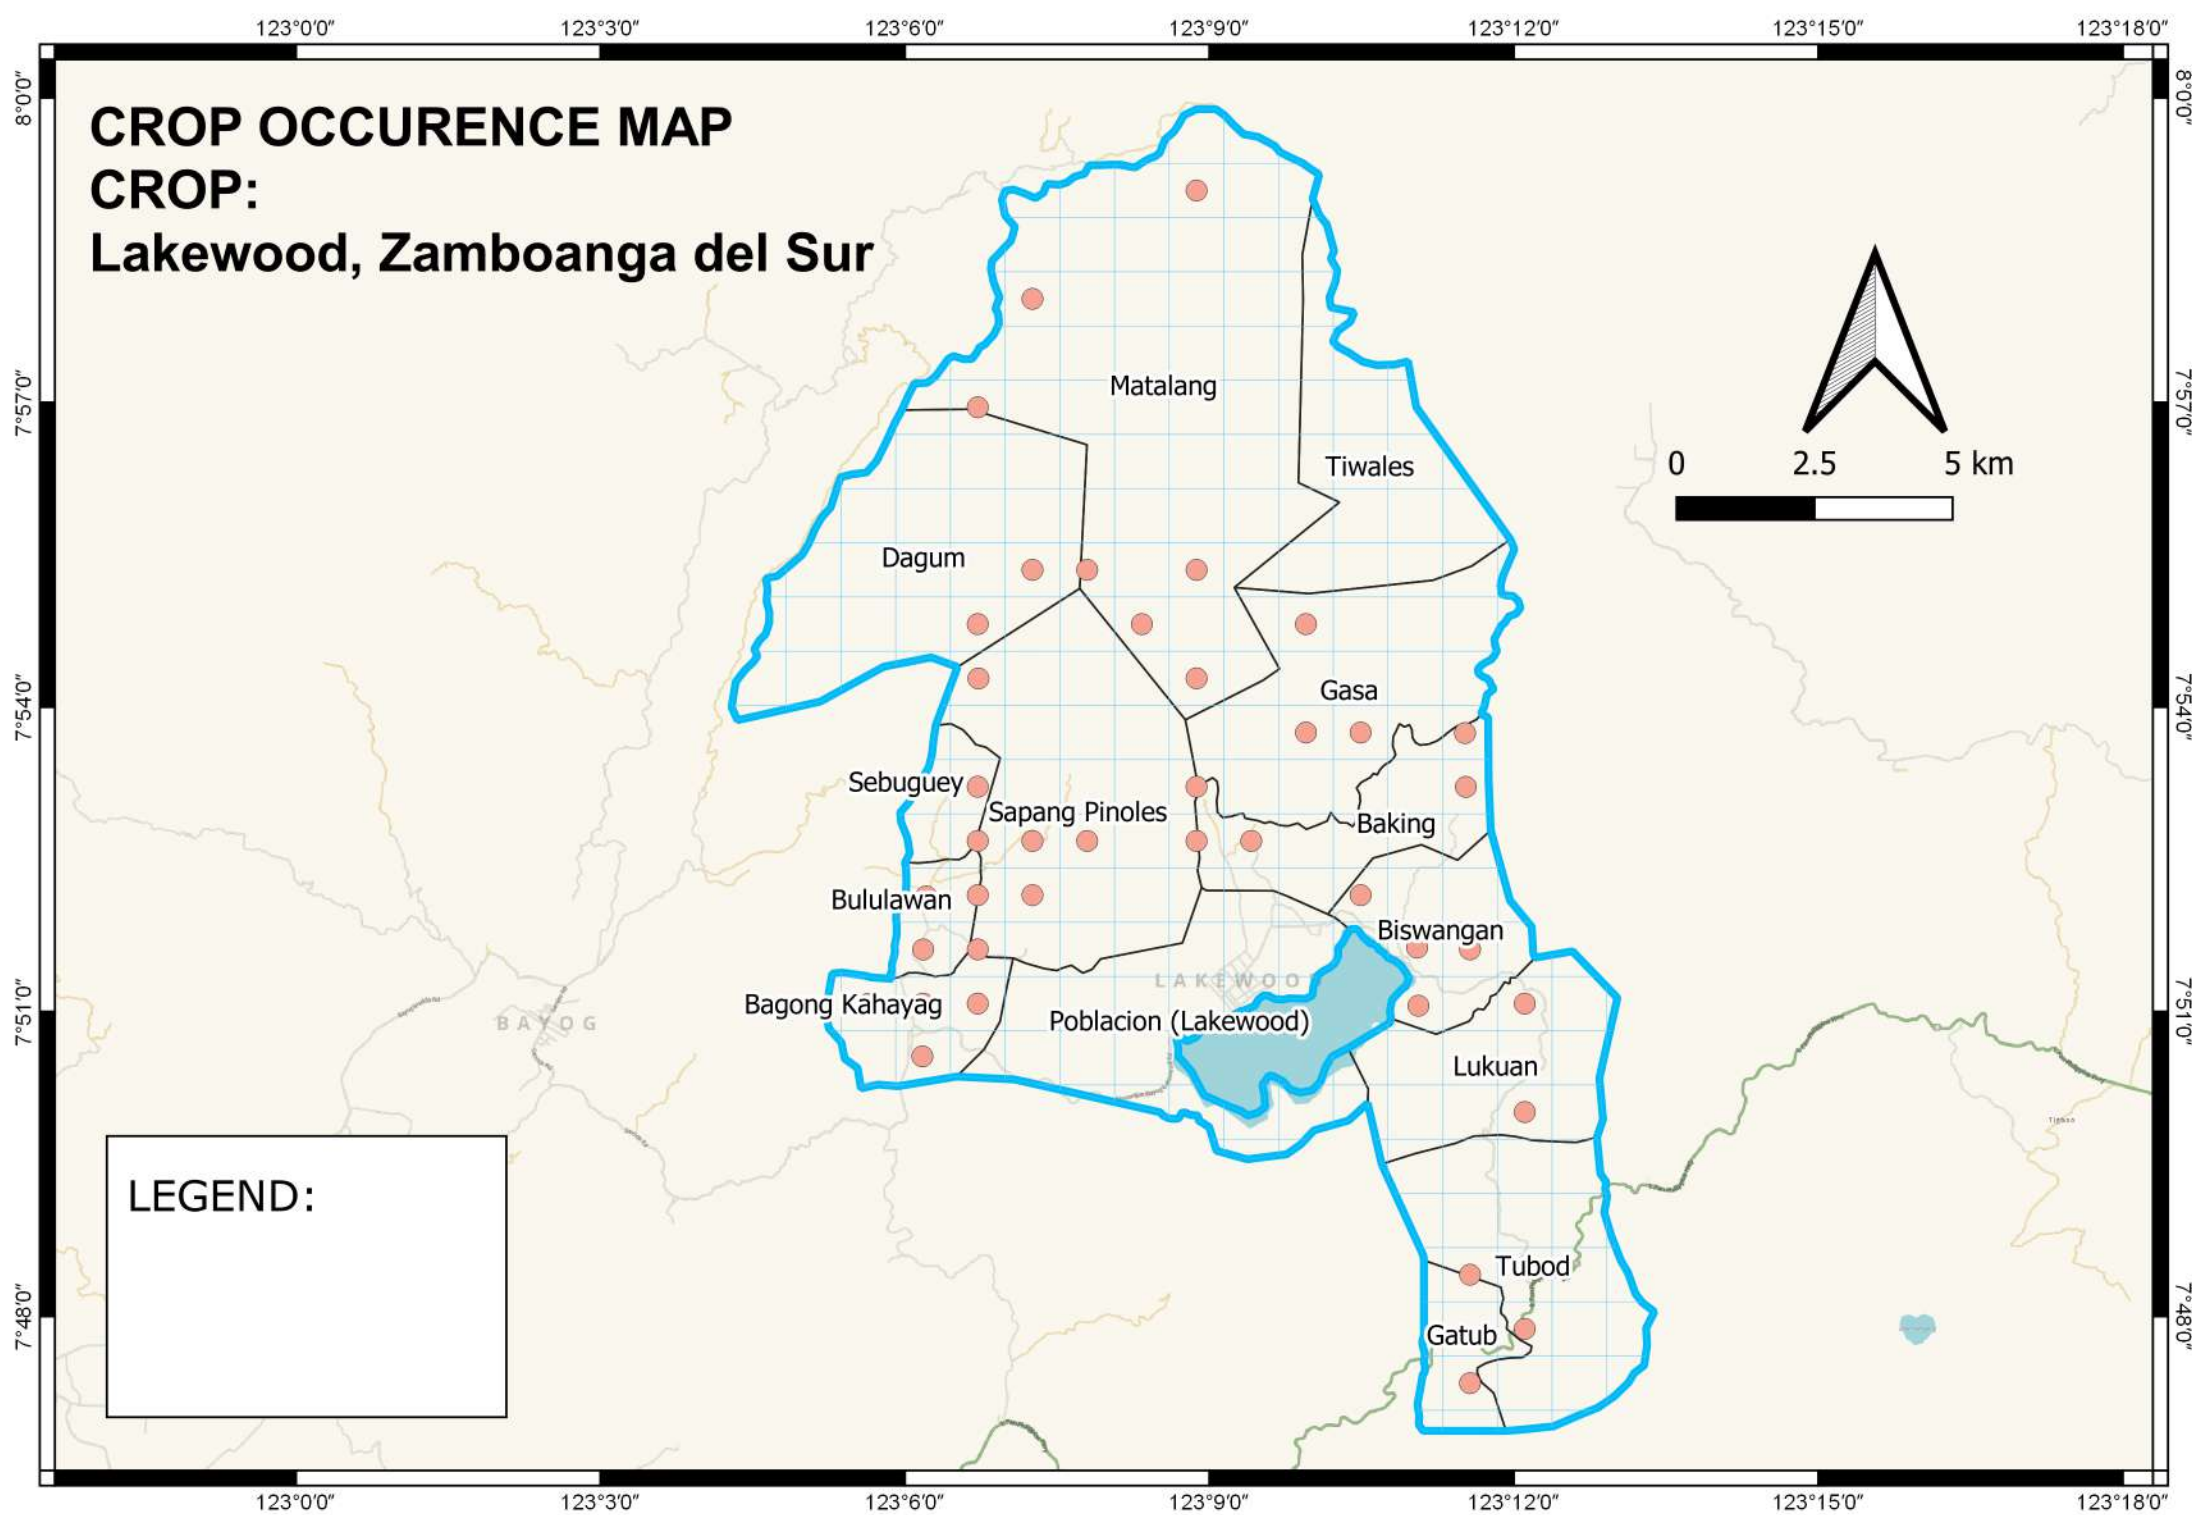 123°0′0″ 123°3′0″ 123°6′0″ 123°9′0″ 123°12′0″ 123°15′0″ 123°18′0″
8°0′0″ 8°0′0″
CROP OCCURENCE MAP
CROP:
Lakewood, Zamboanga del Sur
7°57′0″ 7°57′0″
Matalang
Tiwales
0 2.5 5 km
Dagum
7°54′0″ 7°54′0″
Gasa
Sebuguey
Sapang Pinoles
Baking
Bululawan
Biswangan
LAKEWOO
Bagong Kahayag
7°51′0″ 7°51′0″
BAYOG
Poblacion (Lakewood)
Lukuan
LEGEND:
Tubod
7°48′0″ 7°48′0″
Gatub
123°0′0″ 123°3′0″ 123°6′0″ 123°9′0″ 123°12′0″ 123°15′0″ 123°18′0″